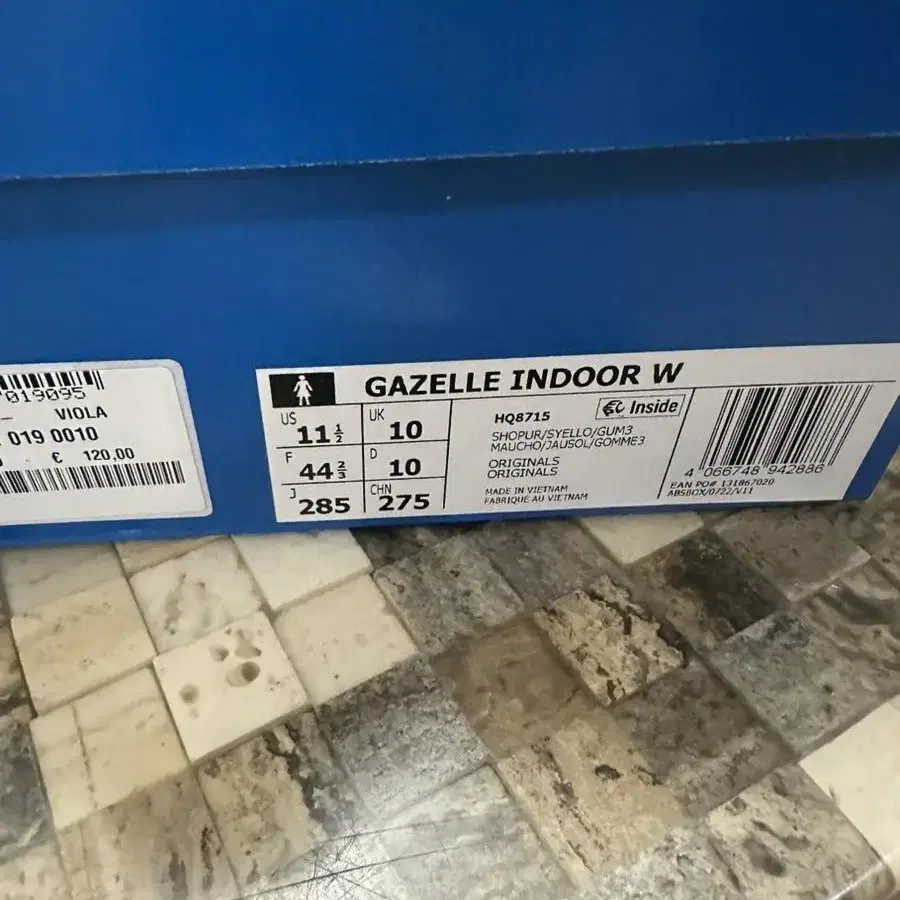 019095
VIOLA
019 0010
€ 120,00
GAZELLE INDOOR W
US 11 1/2
UK 10
F 44 2/3
D 10
J 285
CHN 275
HQ8715
Inside
SHOPUR/SYELLO/GUM3
MAUCHO/JAUSOL/GOMME3
ORIGINALS
ORIGINALS
MADE IN VIETNAM
FABRIQUÉ AU VIETNAM
4 066748 942886
EAN PO# 131867020
ABSBOX/0722/V11